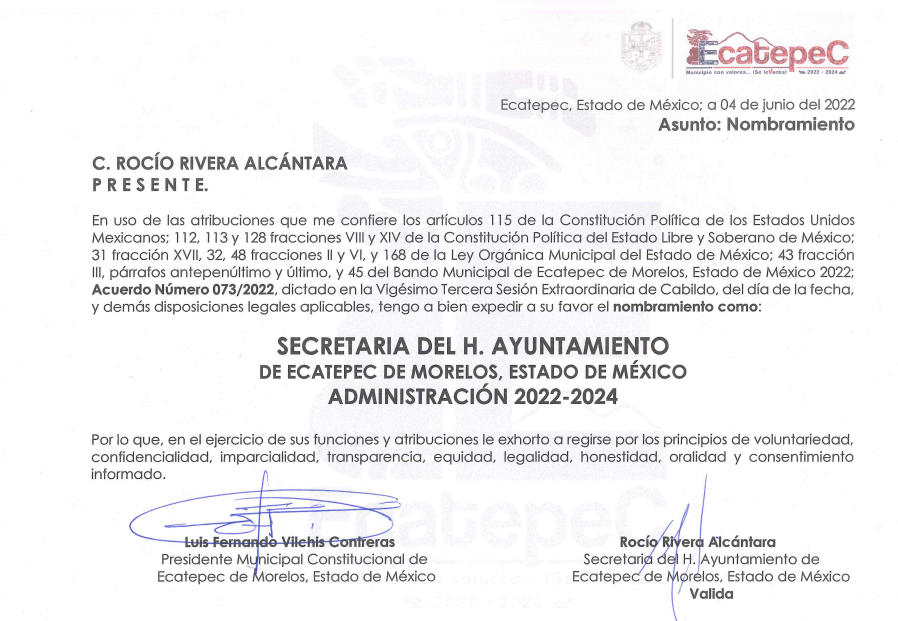 EcatepeC
Municipio con valores... ¡Se leVanta! 2022 - 2024
Ecatepec, Estado de México; a 04 de junio del 2022
Asunto: Nombramiento
C. ROCÍO RIVERA ALCÁNTARA
P R E S E N T E.
En uso de las atribuciones que me confiere los artículos 115 de la Constitución Política de los Estados Unidos
Mexicanos; 112, 113 y 128 fracciones VIII y XIV de la Constitución Política del Estado Libre y Soberano de México;
31 fracción XVII, 32, 48 fracciones II y VI, y 168 de la Ley Orgánica Municipal del Estado de México; 43 fracción
III, párrafos antepenúltimo y último, y 45 del Bando Municipal de Ecatepec de Morelos, Estado de México 2022;
Acuerdo Número 073/2022, dictado en la Vigésimo Tercera Sesión Extraordinaria de Cabildo, del día de la fecha,
y demás disposiciones legales aplicables, tengo a bien expedir a su favor el nombramiento como:
SECRETARIA DEL H. AYUNTAMIENTO
DE ECATEPEC DE MORELOS, ESTADO DE MÉXICO
ADMINISTRACIÓN 2022-2024
Por lo que, en el ejercicio de sus funciones y atribuciones le exhorto a regirse por los principios de voluntariedad,
confidencialidad, imparcialidad, transparencia, equidad, legalidad, honestidad, oralidad y consentimiento
informado.
EcatepeC
Luis Fernando Vilchis Contreras
Presidente Municipal Constitucional de
Ecatepec de Morelos, Estado de México
Rocío Rivera Alcántara
Secretaria del H. Ayuntamiento de
Ecatepec de Morelos, Estado de México
Valida
2022 - 2024